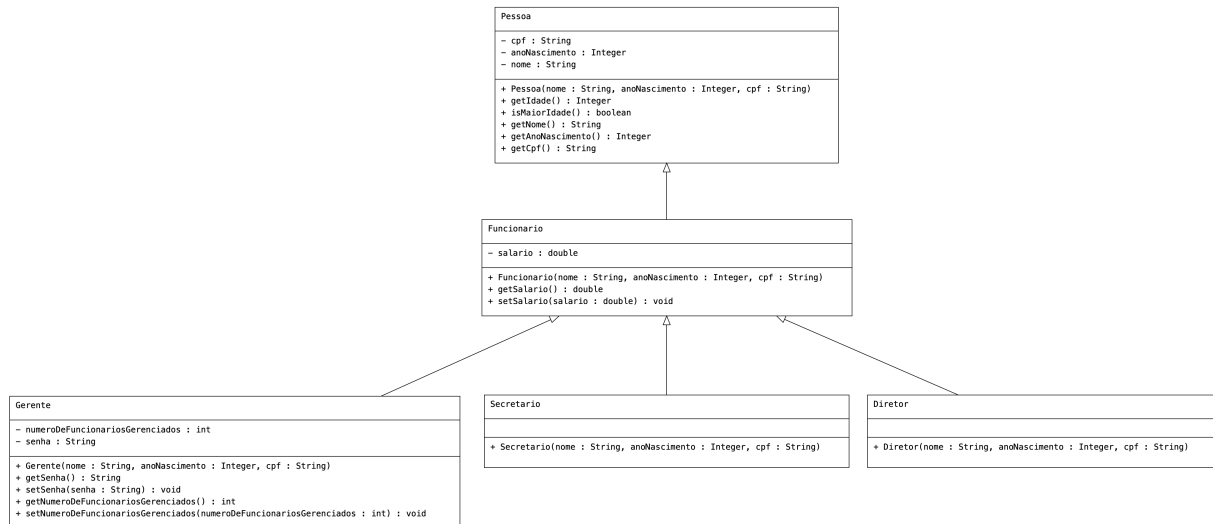 Pessoa
– cpf : String
– anoNascimento : Integer
– nome : String
+ Pessoa(nome : String, anoNascimento : Integer, cpf : String)
+ getIdade() : Integer
+ isMaiorIdade() : boolean
+ getNome() : String
+ getAnoNascimento() : Integer
+ getCpf() : String
Funcionario
– salario : double
+ Funcionario(nome : String, anoNascimento : Integer, cpf : String)
+ getSalario() : double
+ setSalario(salario : double) : void
Gerente
– numeroDeFuncionariosGerenciados : int
– senha : String
+ Gerente(nome : String, anoNascimento : Integer, cpf : String)
+ getSenha() : String
+ setSenha(senha : String) : void
+ getNumeroDeFuncionariosGerenciados() : int
+ setNumeroDeFuncionariosGerenciados(numeroDeFuncionariosGerenciados : int) : void
Secretario
+ Secretario(nome : String, anoNascimento : Integer, cpf : String)
Diretor
+ Diretor(nome : String, anoNascimento : Integer, cpf : String)